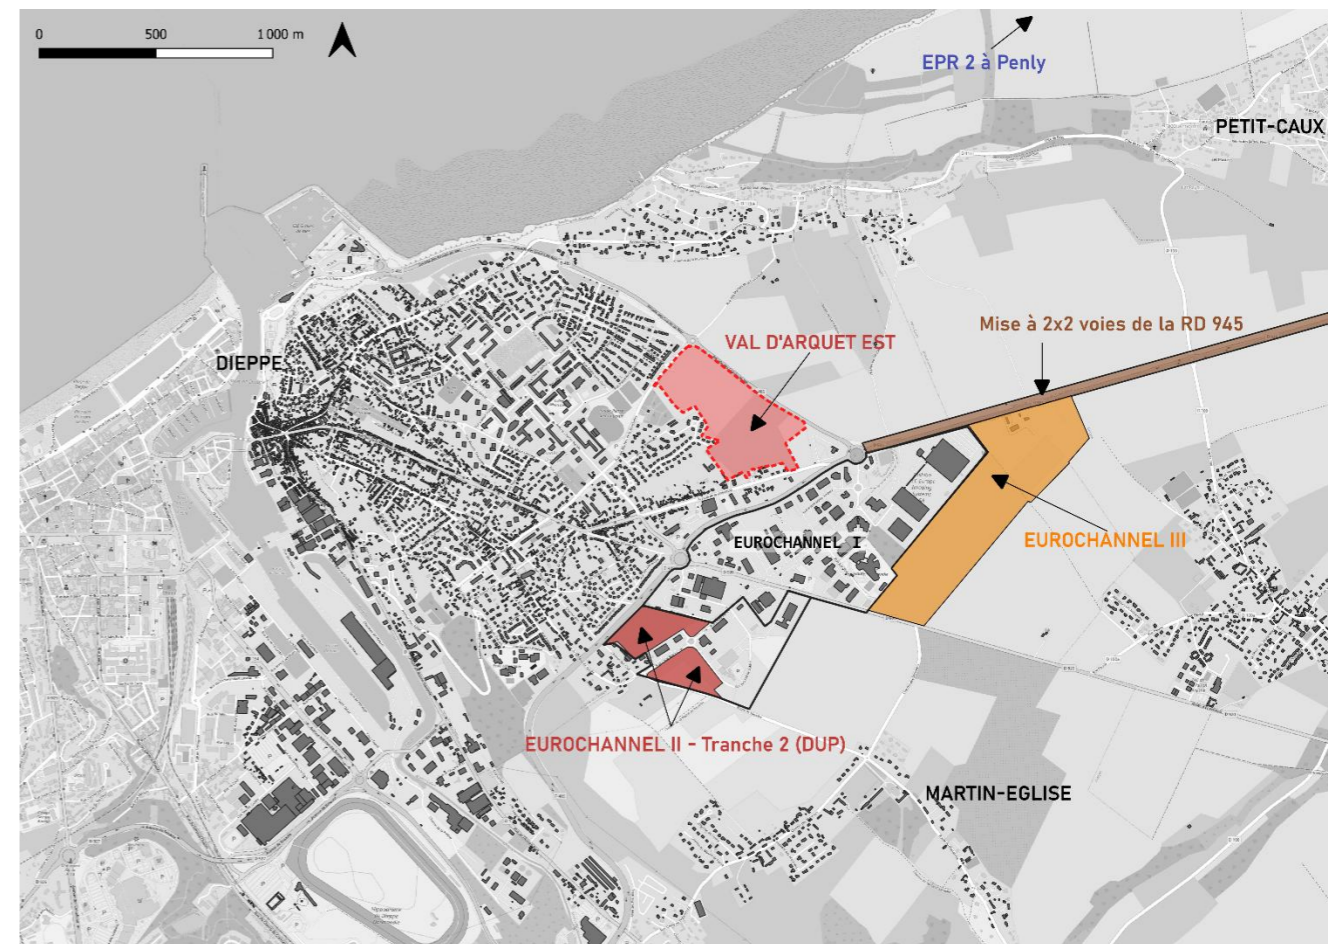 0 500 1 000 m
EPR 2 à Penly
PETIT-CAUX
Mise à 2x2 voies de la RD 945
VAL D'ARQUET EST
DIEPPE
EUROCHANNEL I
EUROCHANNEL III
EUROCHANNEL II - Tranche 2 (DUP)
MARTIN-EGLISE